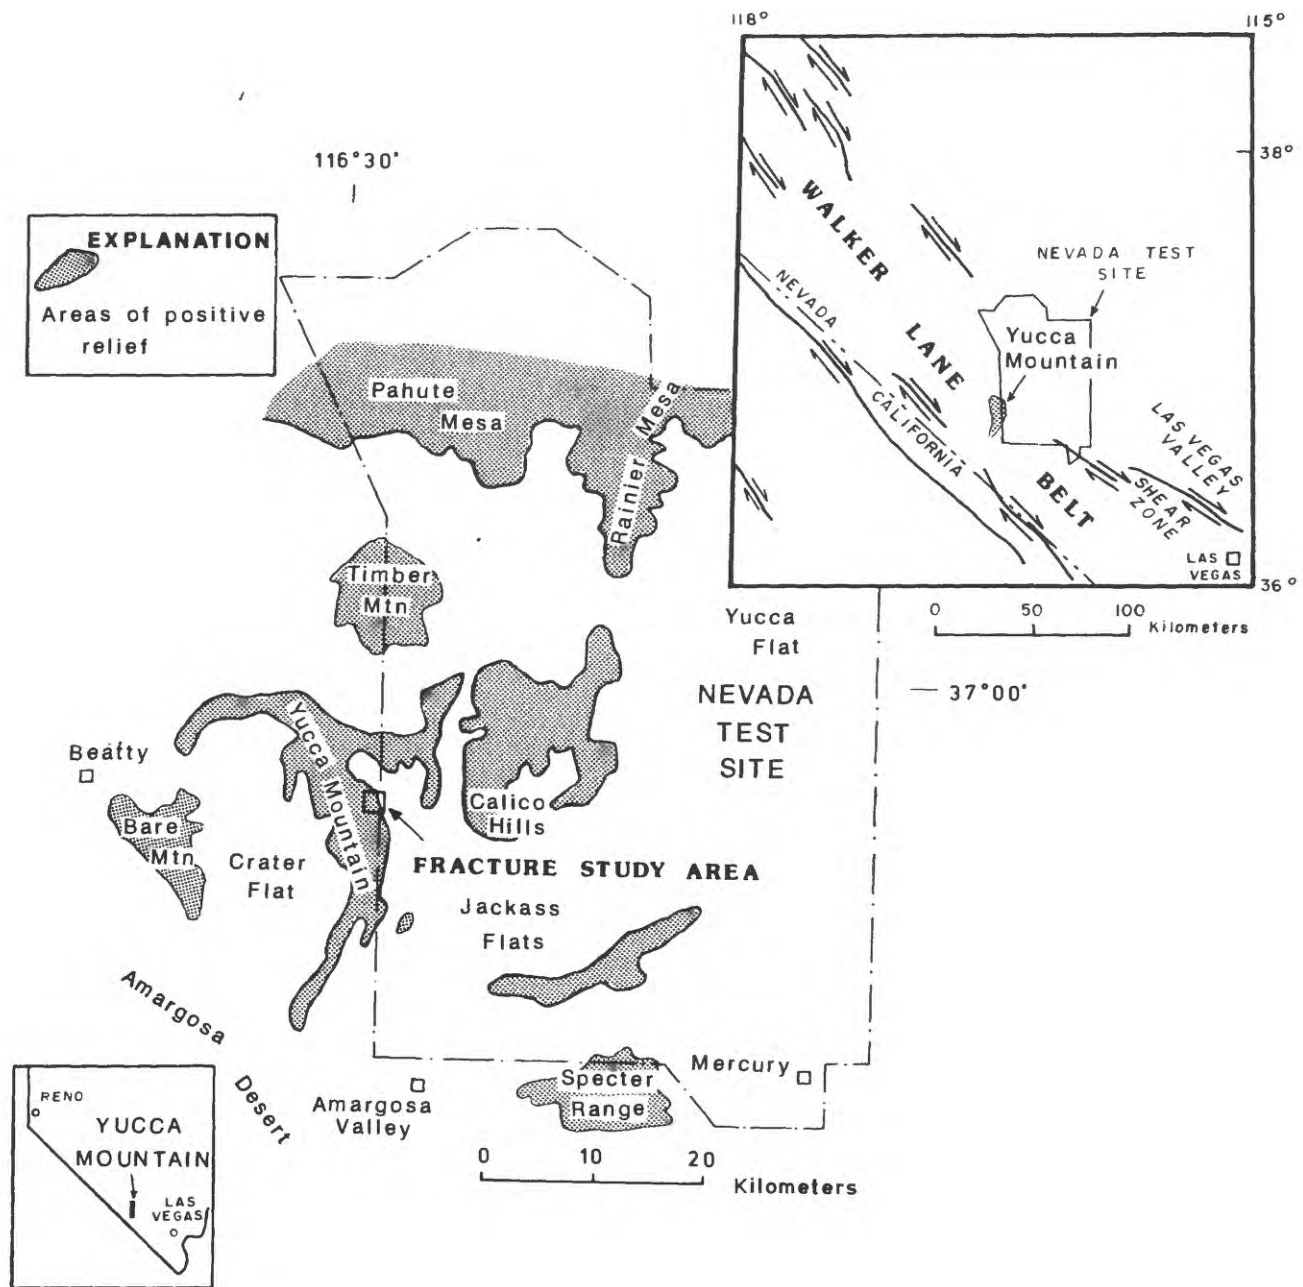 118°
115°
38°
116°30'
EXPLANATION
Areas of positive
relief
WALKER
LANE
BELT
NEVADA
CALIFORNIA
NEVADA TEST
SITE
Yucca
Mountain
LAS VEGAS
VALLEY
SHEAR
ZONE
LAS
VEGAS
36°
0 50 100
Kilometers
Pahute
Mesa
Rainier Mesa
Timber
Mtn
Yucca
Flat
37°00'
NEVADA
TEST
SITE
Yucca Mountain
Beatty
Bare
Mtn
Crater
Flat
Calico
Hills
FRACTURE STUDY AREA
Jackass
Flats
Amargosa
Desert
Amargosa
Valley
Specter
Range
Mercury
0 10 20
Kilometers
RENO
YUCCA
MOUNTAIN
LAS
VEGAS